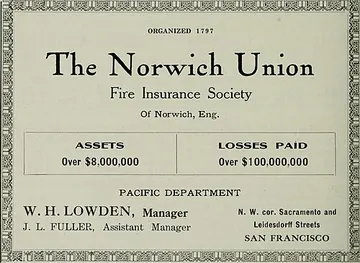 ORGANIZED 1797
The Norwich Union
Fire Insurance Society
Of Norwich, Eng.
ASSETS
Over $8,000,000
LOSSES PAID
Over $100,000,000
PACIFIC DEPARTMENT
W. H. LOWDEN, Manager
J. L. FULLER, Assistant Manager
N. W. cor. Sacramento and
Leidesdorff Streets
SAN FRANCISCO